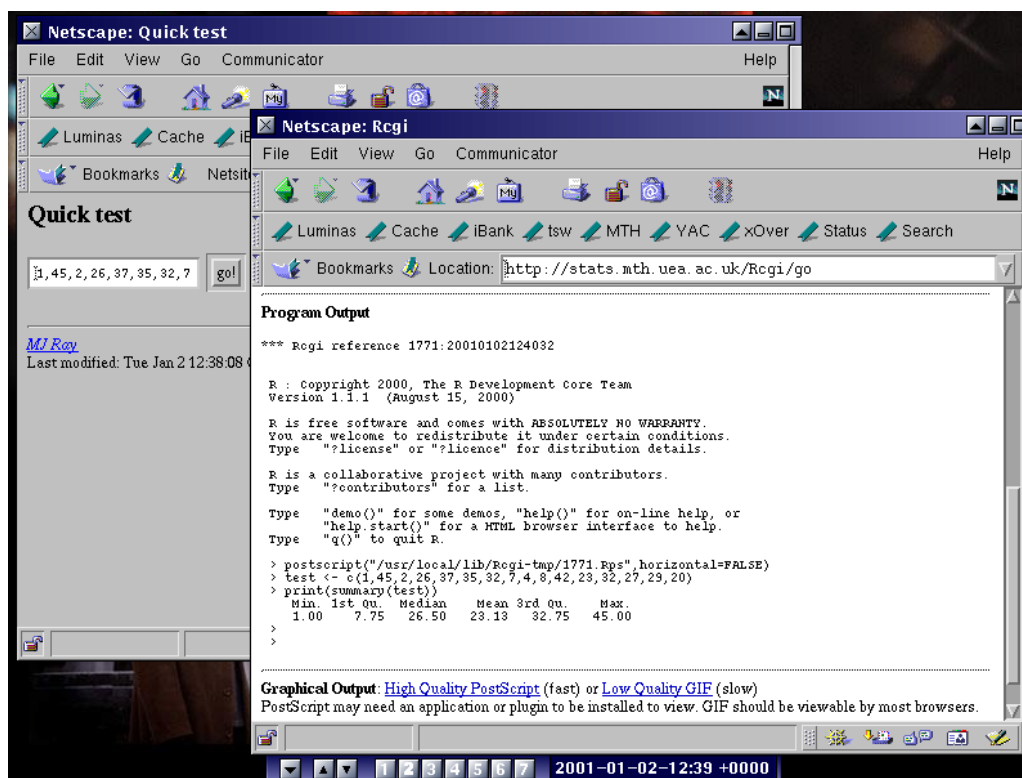 Netscape: Quick test
File Edit View Go Communicator Help
My
N
Luminas Cache
Bookmarks Netsit
Quick test
1,45,2,26,37,35,32,7 go!
MJ Ray
Last modified: Tue Jan 2 12:38:08
Netscape: Rcgi
File Edit View Go Communicator Help
My
N
Luminas Cache iBank tsw MTH YAC xOver Status Search
Bookmarks Location: http://stats.mth.uea.ac.uk/Rcgi/go
Program Output
*** Rcgi reference 1771:20010102124032
R : Copyright 2000, The R Development Core Team
Version 1.1.1 (August 15, 2000)
R is free software and comes with ABSOLUTELY NO WARRANTY.
You are welcome to redistribute it under certain conditions.
Type "?license" or "?licence" for distribution details.
R is a collaborative project with many contributors.
Type "?contributors" for a list.
Type "demo()" for some demos, "help()" for on-line help, or
"help.start()" for a HTML browser interface to help.
Type "q()" to quit R.
> postscript("/usr/local/lib/Rcgi-tmp/1771.Rps",horizontal=FALSE)
> test <- c(1,45,2,26,37,35,32,7,4,8,42,23,32,27,29,20)
> print(summary(test))
Min. 1st Qu. Median Mean 3rd Qu. Max.
1.00 7.75 26.50 23.13 32.75 45.00
>
>
Graphical Output: High Quality PostScript (fast) or Low Quality GIF (slow)
PostScript may need an application or plugin to be installed to view. GIF should be viewable by most browsers.
1 2 3 4 5 6 7 2001-01-02-12:39 +0000